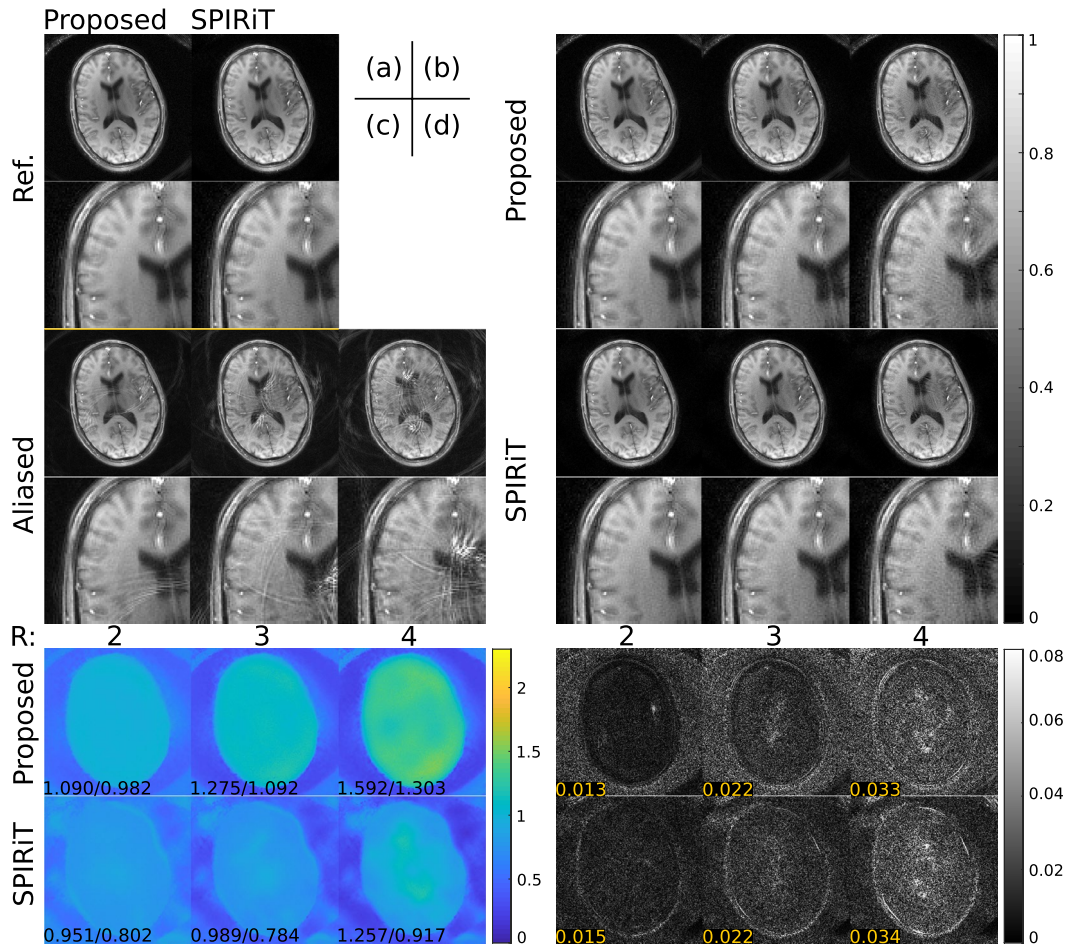 Proposed SPIRiT
(a) (b)
(c) (d)
Ref.
Aliased
Proposed
SPIRiT
1
0.8
0.6
0.4
0.2
0
R: 2 3 4
2 3 4
Proposed
SPIRiT
1.090/0.982 1.275/1.092 1.592/1.303
0.951/0.802 0.989/0.784 1.257/0.917
2
1.5
1
0.5
0
0.013 0.022 0.033
0.015 0.022 0.034
0.08
0.06
0.04
0.02
0